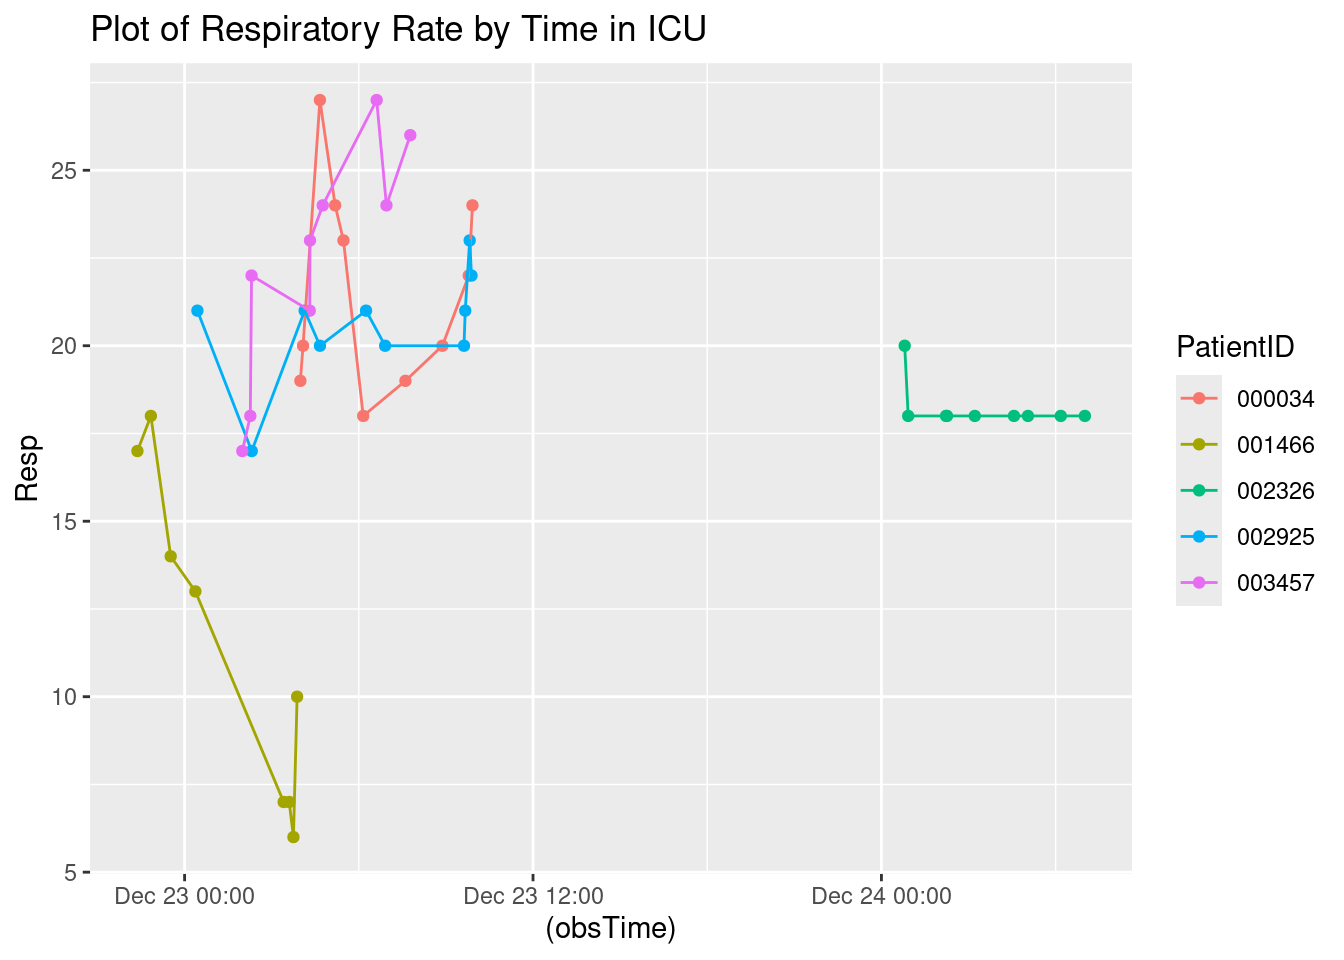 Plot of Respiratory Rate by Time in ICU
25
20
15
10
5
Resp
Dec 23 00:00
Dec 23 12:00
Dec 24 00:00
(obsTime)
PatientID
000034
001466
002326
002925
003457